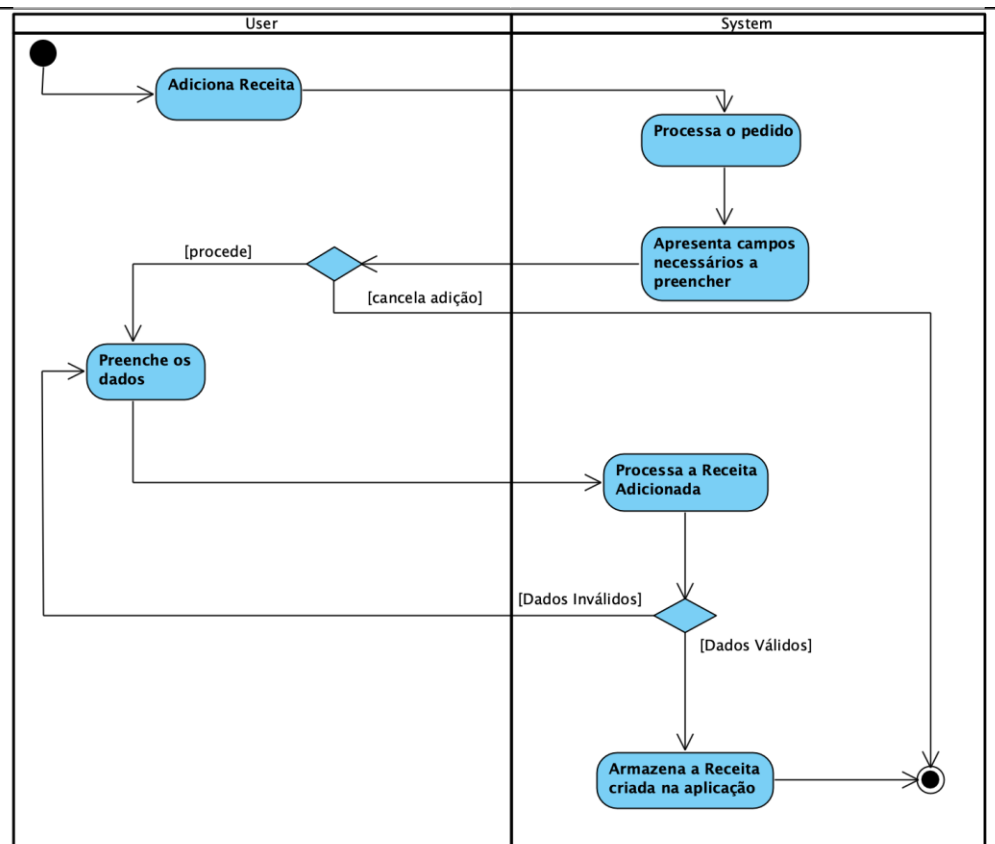 User
System
Adiciona Receita
Processa o pedido
Apresenta campos
necessários a
preencher
[procede]
[cancela adição]
Preenche os
dados
Processa a Receita
Adicionada
[Dados Inválidos]
[Dados Válidos]
Armazena a Receita
criada na aplicação